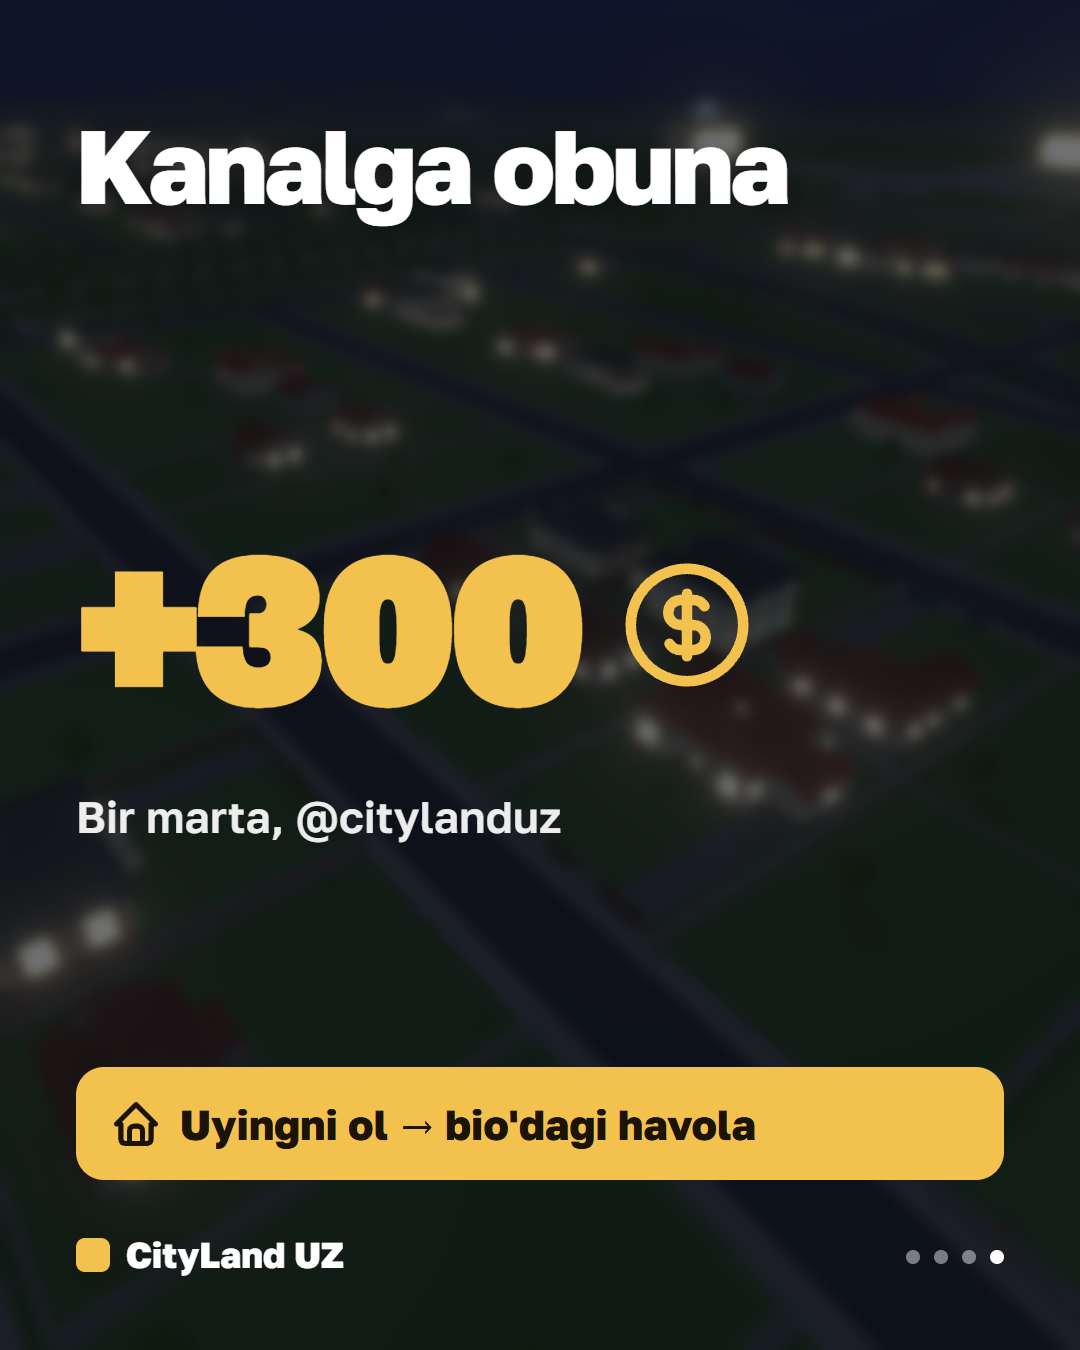 Kanalga obuna
+300
Bir marta, @citylanduz
Uyingni ol → bio'dagi havola
CityLand UZ